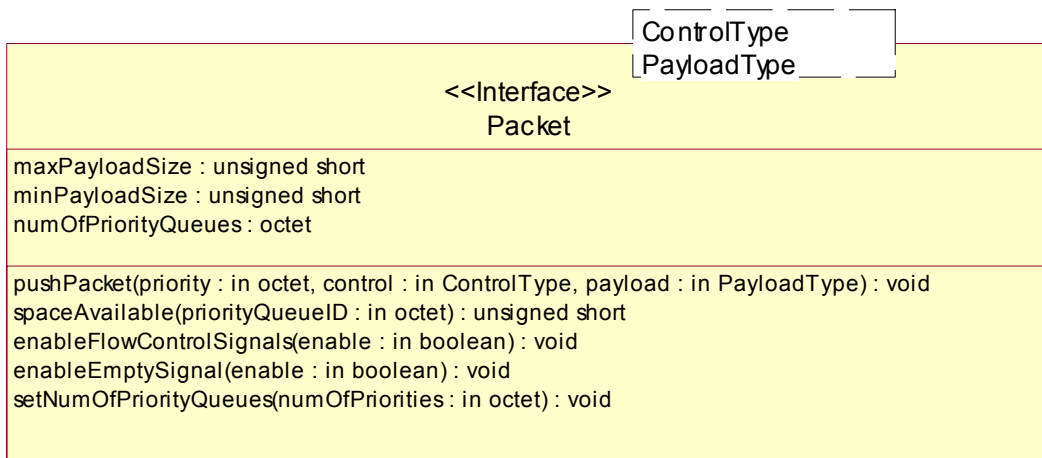 ControlType
PayloadType
<<Interface>>
Packet
maxPayloadSize : unsigned short
minPayloadSize : unsigned short
numOfPriorityQueues : octet
pushPacket(priority : in octet, control : in ControlType, payload : in PayloadType) : void
spaceAvailable(priorityQueueID : in octet) : unsigned short
enableFlowControlSignals(enable : in boolean) : void
enableEmptySignal(enable : in boolean) : void
setNumOfPriorityQueues(numOfPriorities : in octet) : void